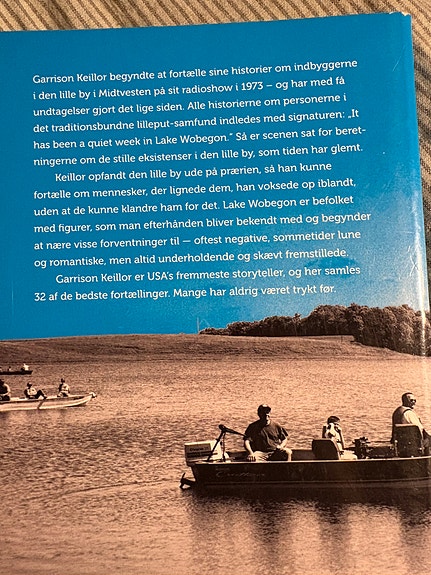 Garrison Keillor begyndte at fortælle sine historier om indbyggerne
i den lille by i Midtvesten på sit radioshow i 1973 – og har med få
undtagelser gjort det lige siden. Alle historierne om personerne i
det traditionsbundne lilleput-samfund indledes med signaturen: „It
has been a quiet week in Lake Wobegon.“ Så er scenen sat for beret-
ningerne om de stille eksistenser i den lille by, som tiden har glemt.
Keillor opfandt den lille by ude på prærien, så han kunne
fortælle om mennesker, der lignede dem, han voksede op iblandt,
uden at de kunne klandre ham for det. Lake Wobegon er befolket
med figurer, som man efterhånden bliver bekendt med og begynder
at nære visse forventninger til — oftest negative, sommetider lune
og romantiske, men altid underholdende og skævt fremstillede.
Garrison Keillor er USA's fremmeste storyteller, og her samles
32 af de bedste fortællinger. Mange har aldrig været trykt før.